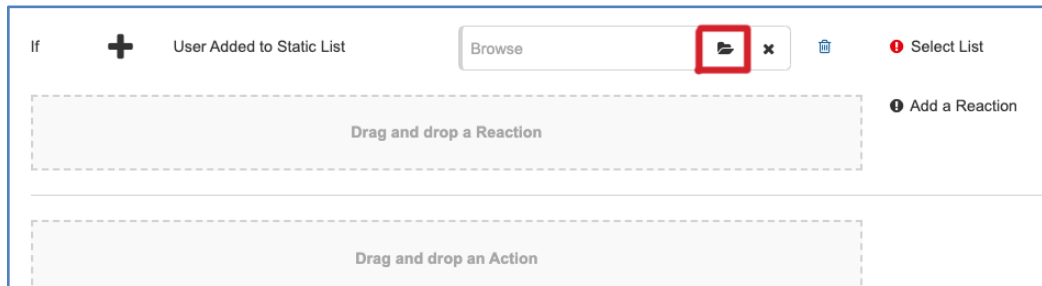 If User Added to Static List Browse Select List
Add a Reaction
Drag and drop a Reaction
Drag and drop an Action